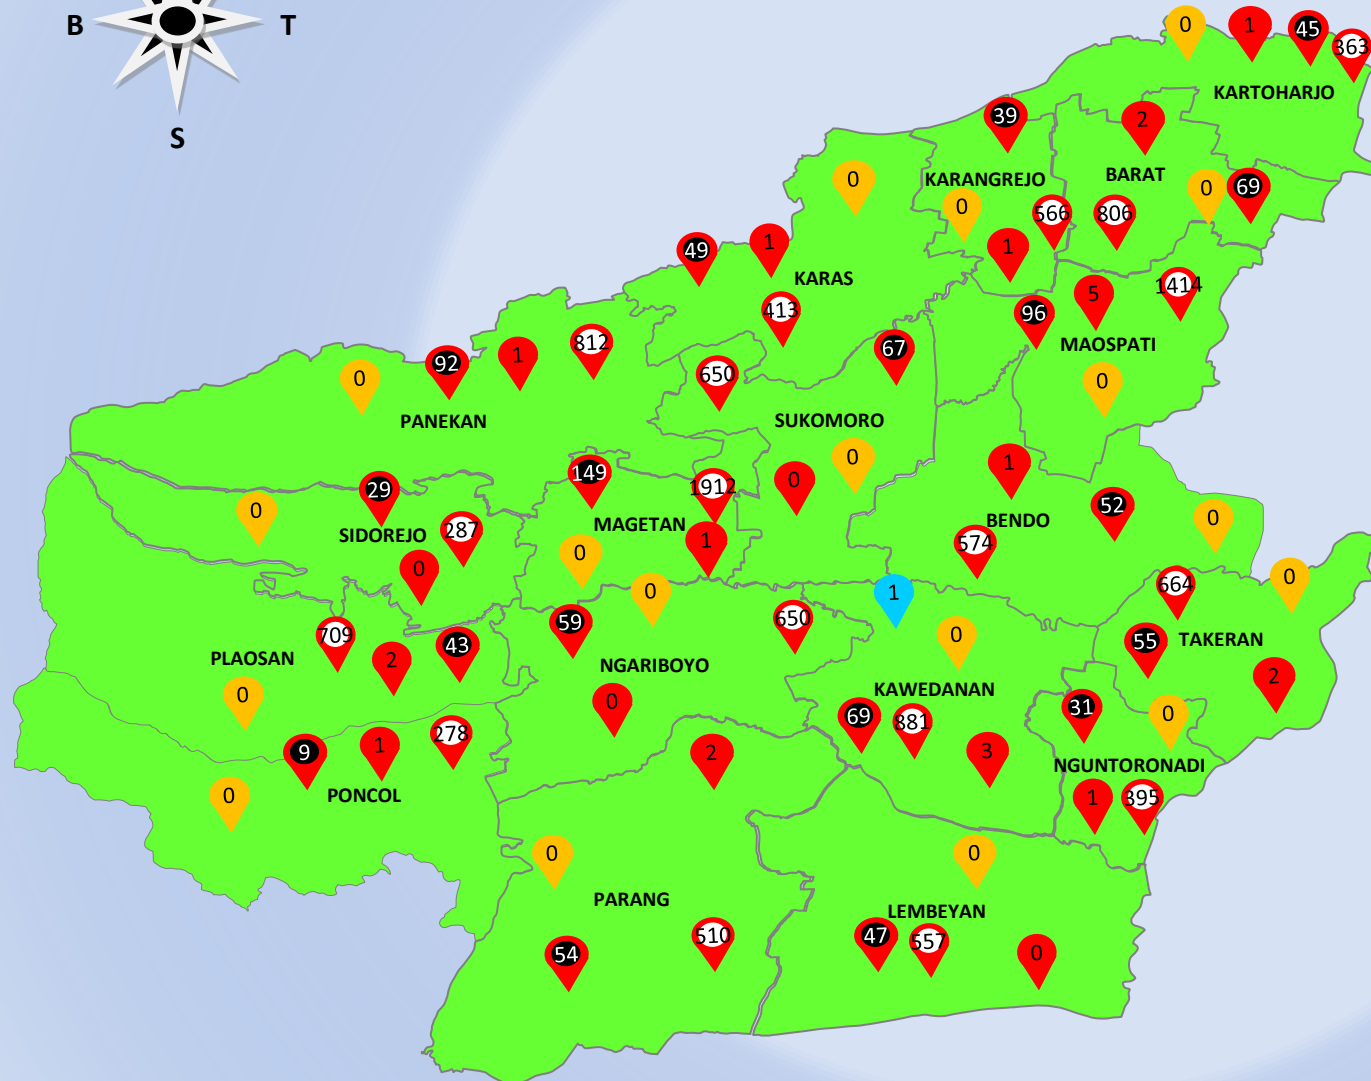 B T
S
0 1 45 363
KARTOHARJO
39 2
0 KARANGREJO BARAT
0 566 806 0 69
49 1 1
KARAS
413 96 5 1414
MAOSPATI
0 92 1 812 67
650 0
PANEKAN SUKOMORO
0 1
149 1912 0
29 52
0 SIDOREJO 287 MAGETAN BENDO 0
0 0 1 574
0 1 664 0
59 650
709 2 43 0 55 TAKERAN
PLAOSAN NGARIBOYO
0 KAWEDANAN 2
0 69 881 31 0
9 1 278 2 3
NGUNTORONADI
0 PONCOL 1 395
0 0
PARANG LEMBEYAN
54 510 47 557 0